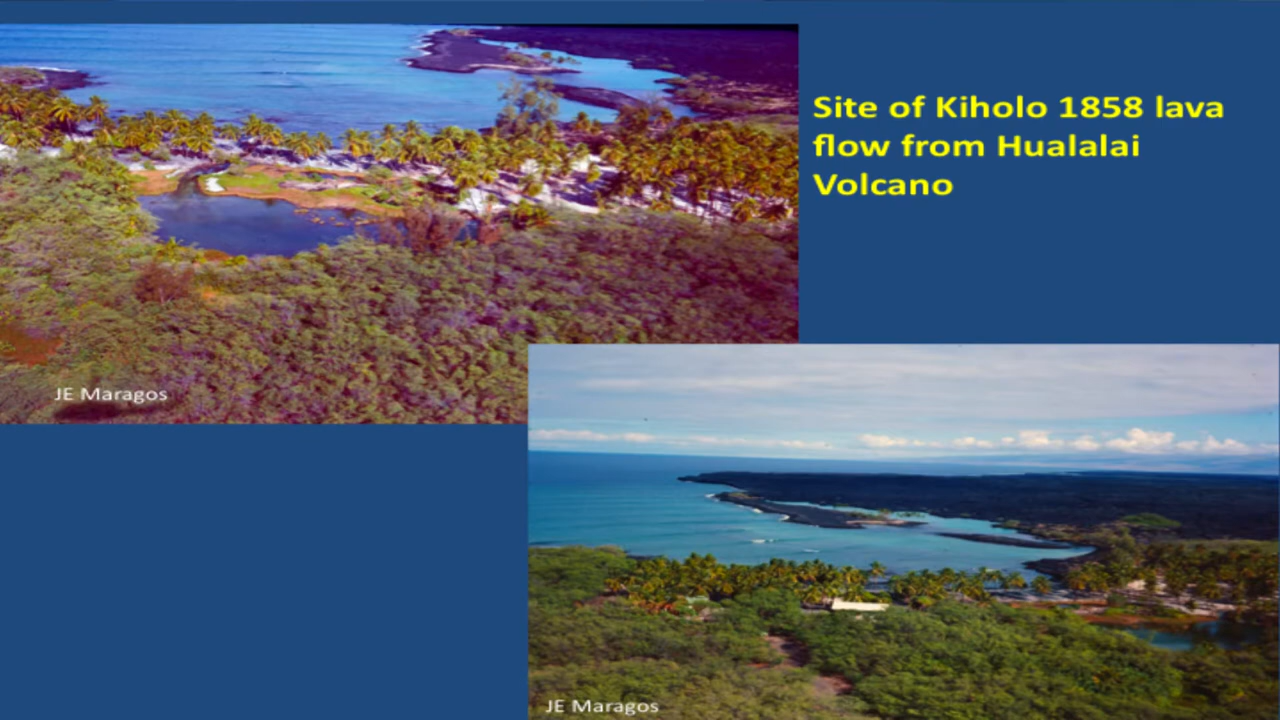 Site of Kiholo 1858 lava
flow from Hualalai
Volcano
JE Maragos
JE Maragos